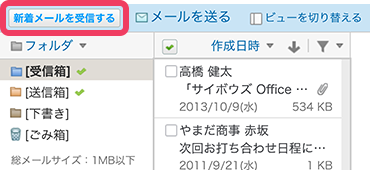 新着メールを受信する
メールを送る
ビューを切り替える
フォルダ
作成日時
[受信箱]
[送信箱]
[下書き]
[ごみ箱]
総メールサイズ：1MB以下
高橋 健太
「サイボウズ Office …
2013/10/9(水) 534 KB
やまだ商事 赤坂
次回お打ち合わせ日程に…
2011/9/21(水) 1 KB